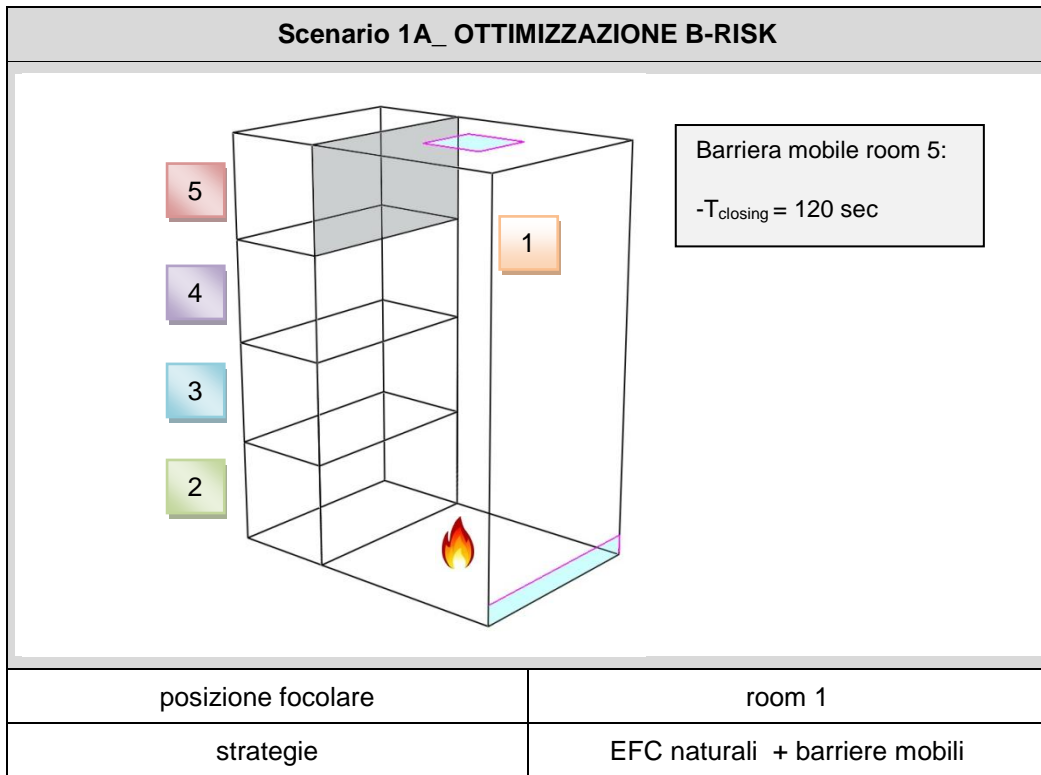 Scenario 1A_ OTTIMIZZAZIONE B-RISK
Barriera mobile room 5:
-Tclosing = 120 sec
5
1
4
3
2
posizione focolare
room 1
strategie
EFC naturali + barriere mobili